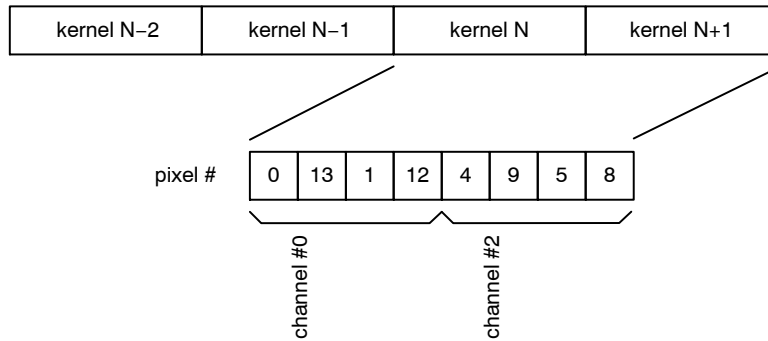 kernel N−2 kernel N−1 kernel N kernel N+1
pixel # 0 13 1 12 4 9 5 8
channel #0
channel #2